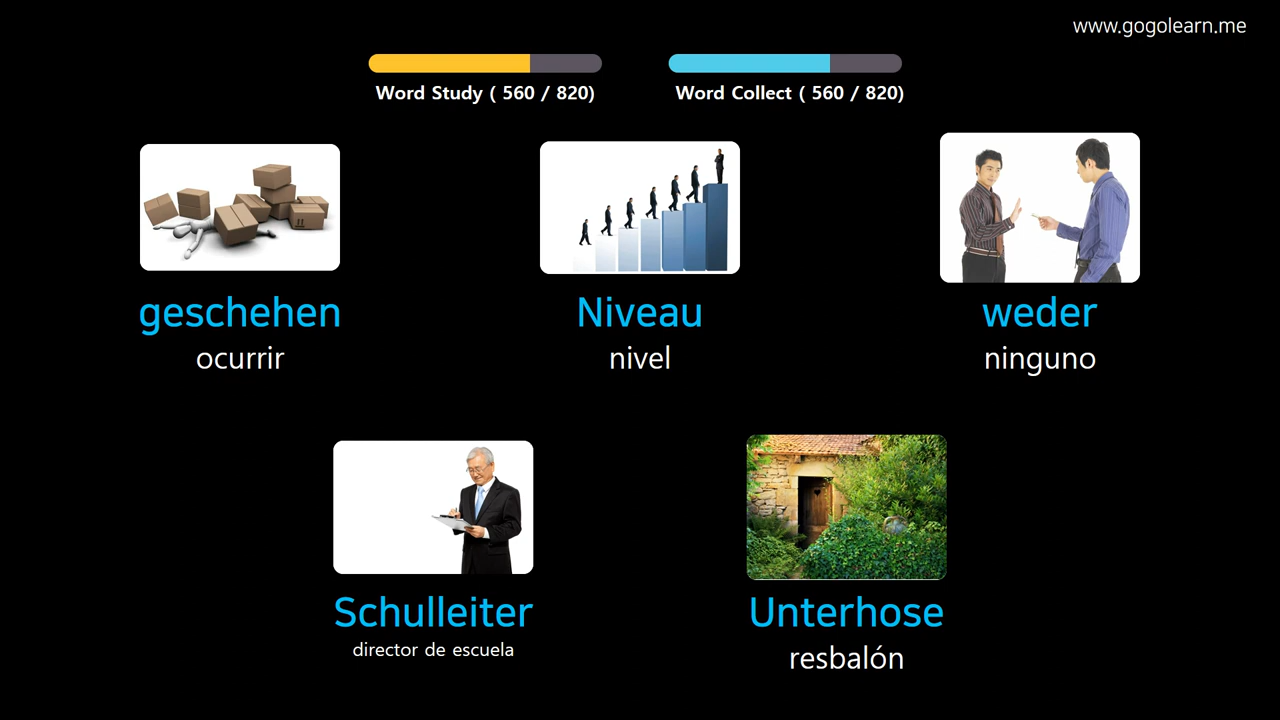 www.gogolearn.me
Word Study ( 560 / 820)
Word Collect ( 560 / 820)
geschehen
ocurrir
Niveau
nivel
weder
ninguno
Schulleiter
director de escuela
Unterhose
resbalón